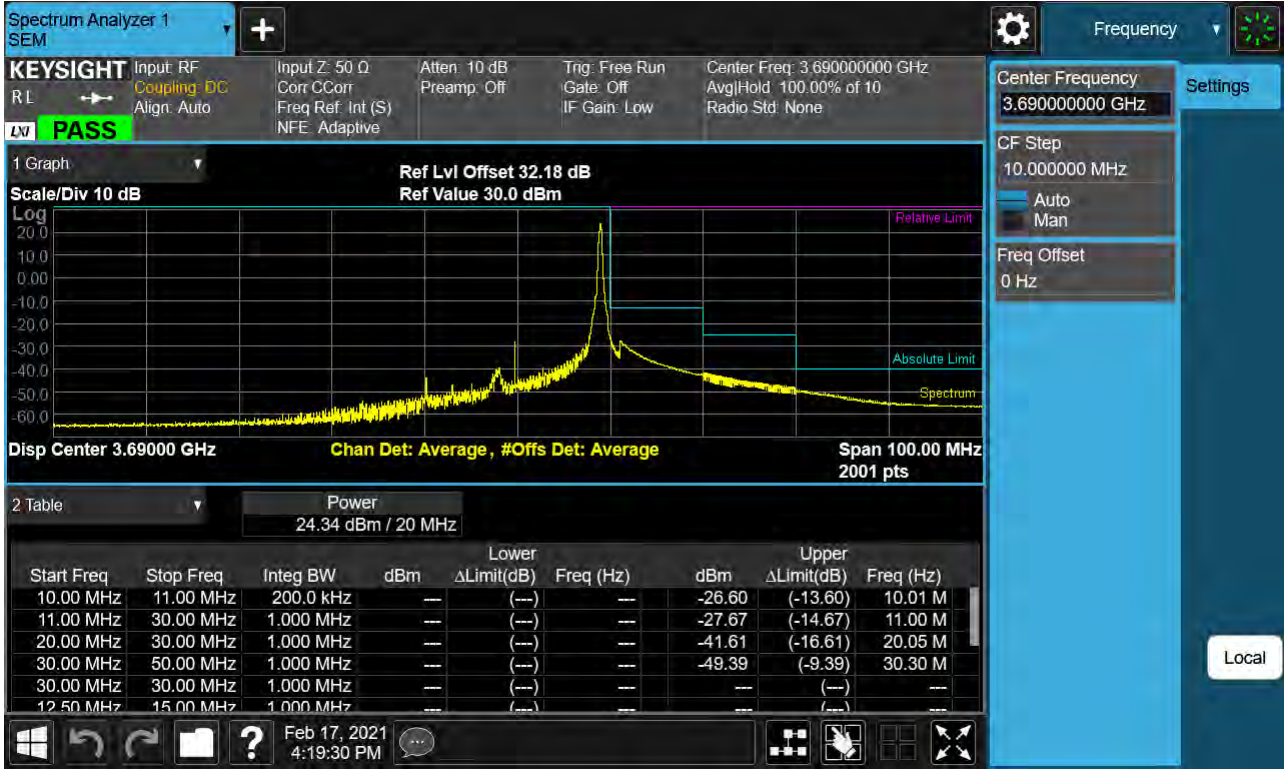 Spectrum Analyzer 1
SEM
Frequency
KEYSIGHT
R L
LXI
PASS
Input: RF
Coupling: DC
Align: Auto
Input Z: 50 Ω
Corr CCorr
Freq Ref: Int (S)
NFE: Adaptive
Atten: 10 dB
Preamp: Off
Trig: Free Run
Gate: Off
IF Gain: Low
Center Freq: 3.690000000 GHz
Avg|Hold: 100.00% of 10
Radio Std: None
Center Frequency
3.690000000 GHz
Settings
CF Step
10.000000 MHz
Auto
Man
Freq Offset
0 Hz
1 Graph
Scale/Div 10 dB
Ref Lvl Offset 32.18 dB
Ref Value 30.0 dBm
Log
20.0
10.0
0.00
-10.0
-20.0
-30.0
-40.0
-50.0
-60.0
Relative Limit
Absolute Limit
Spectrum
Disp Center 3.69000 GHz
Chan Det: Average, #Offs Det: Average
Span 100.00 MHz
2001 pts
2 Table
Power
24.34 dBm / 20 MHz
Lower Upper
Start Freq Stop Freq Integ BW dBm ΔLimit(dB) Freq (Hz) dBm ΔLimit(dB) Freq (Hz)
10.00 MHz 11.00 MHz 200.0 kHz --- (---) --- -26.60 (-13.60) 10.01 M
11.00 MHz 30.00 MHz 1.000 MHz --- (---) --- -27.67 (-14.67) 11.00 M
20.00 MHz 30.00 MHz 1.000 MHz --- (---) --- -41.61 (-16.61) 20.05 M
30.00 MHz 50.00 MHz 1.000 MHz --- (---) --- -49.39 (-9.39) 30.30 M
30.00 MHz 30.00 MHz 1.000 MHz --- (---) --- --- (---) ---
12.50 MHz 15.00 MHz 1.000 MHz --- (---) --- --- (---) ---
Local
Feb 17, 2021
4:19:30 PM